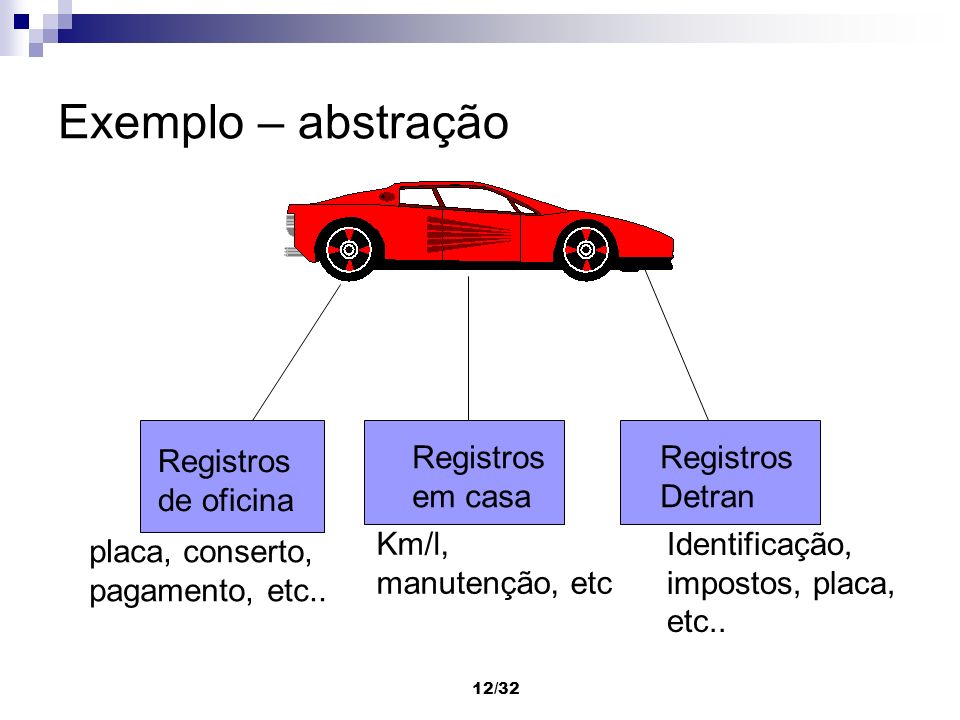 Exemplo – abstração
Registros
de oficina
placa, conserto,
pagamento, etc..
Registros
em casa
Km/l,
manutenção, etc
Registros
Detran
Identificação,
impostos, placa,
etc..
12/32